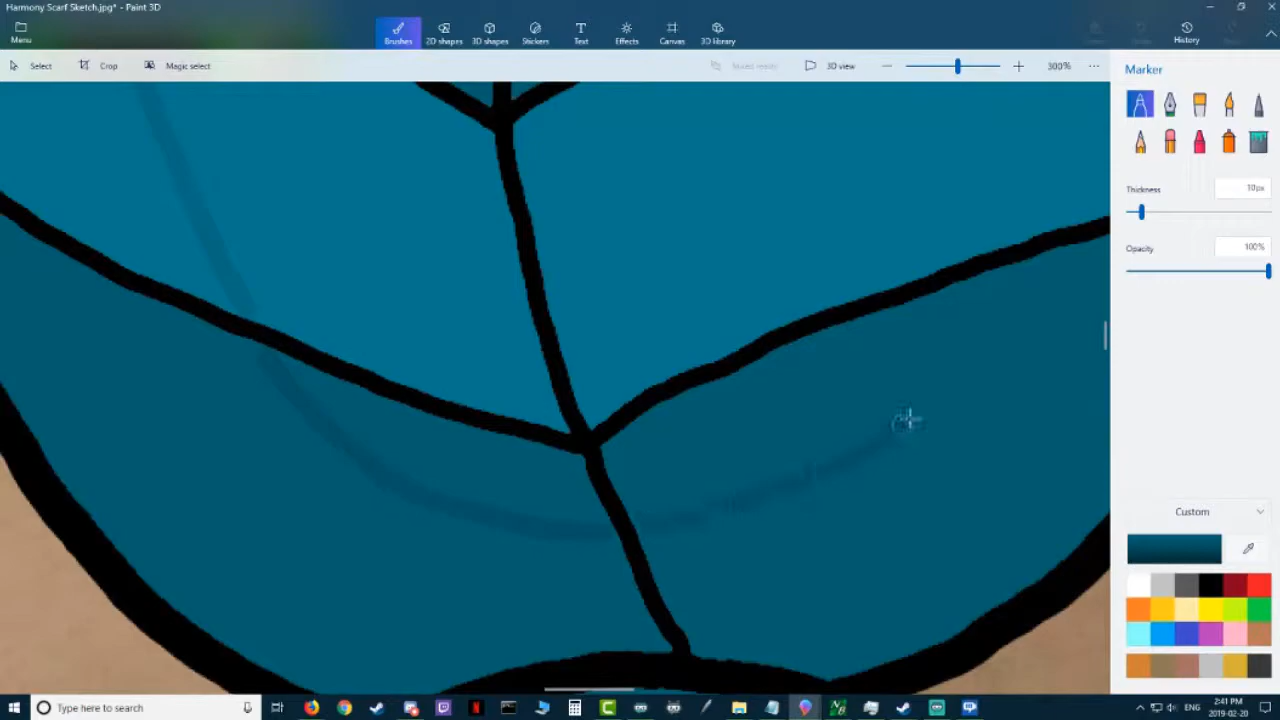 Harmony Scarf Sketch.jpg* - Paint 3D
Menu
Brushes
2D shapes
3D shapes
Stickers
Text
Effects
Canvas
3D library
History
Select
Crop
Magic select
3D view
300%
Marker
Thickness
10px
Opacity
100%
Custom
Type here to search
ENG
2:41 PM
2019-02-20